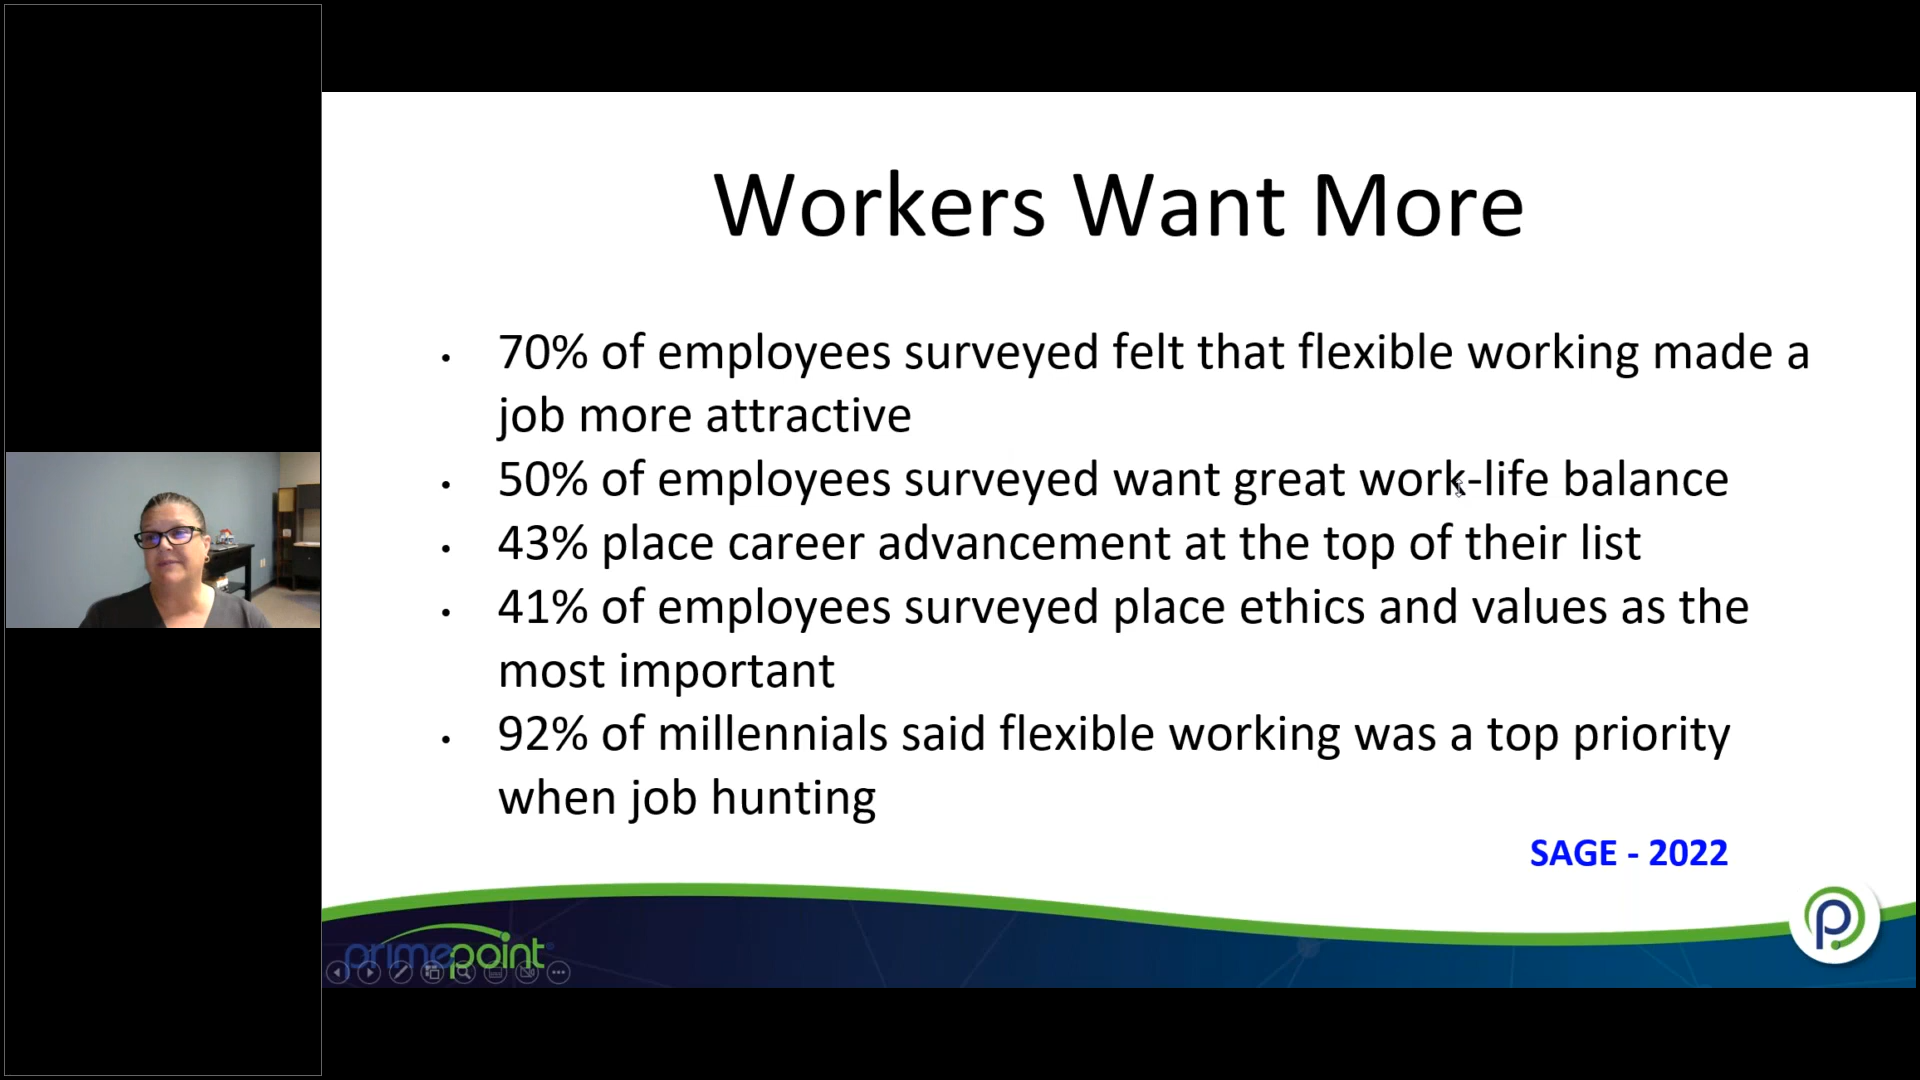 Workers Want More
• 70% of employees surveyed felt that flexible working made a
job more attractive
• 50% of employees surveyed want great work-life balance
• 43% place career advancement at the top of their list
• 41% of employees surveyed place ethics and values as the
most important
• 92% of millennials said flexible working was a top priority
when job hunting
SAGE - 2022
primepoint
p